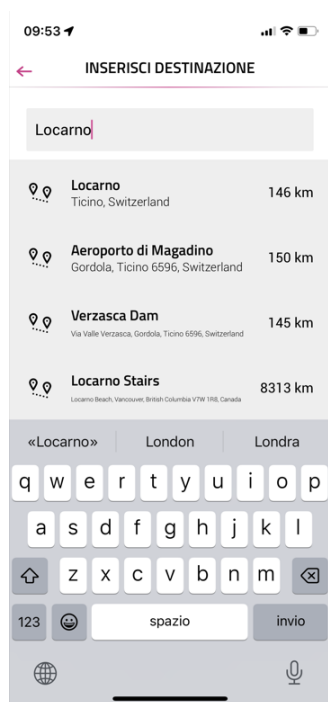 09:53
INSERISCI DESTINAZIONE
Locarno
Locarno
146 km
Ticino, Switzerland
Aeroporto di Magadino
150 km
Gordola, Ticino 6596, Switzerland
Verzasca Dam
145 km
Via Valle Verzasca, Gordola, Ticino 6596, Switzerland
Locarno Stairs
8313 km
Locarno Beach, Vancouver, British Columbia V7W 1R8, Canada
«Locarno» London Londra
q w e r t y u i o p
a s d f g h j k l
z x c v b n m
123 spazio invio